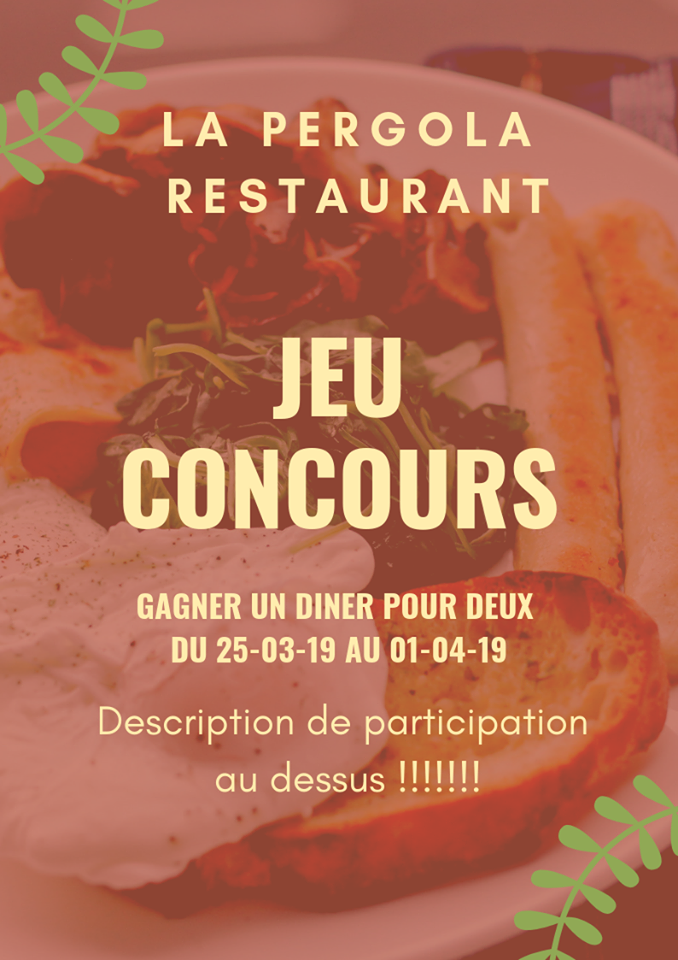 LA PERGOLA
RESTAURANT
JEU
CONCOURS
GAGNER UN DINER POUR DEUX
DU 25-03-19 AU 01-04-19
Description de participation
au dessus !!!!!!!